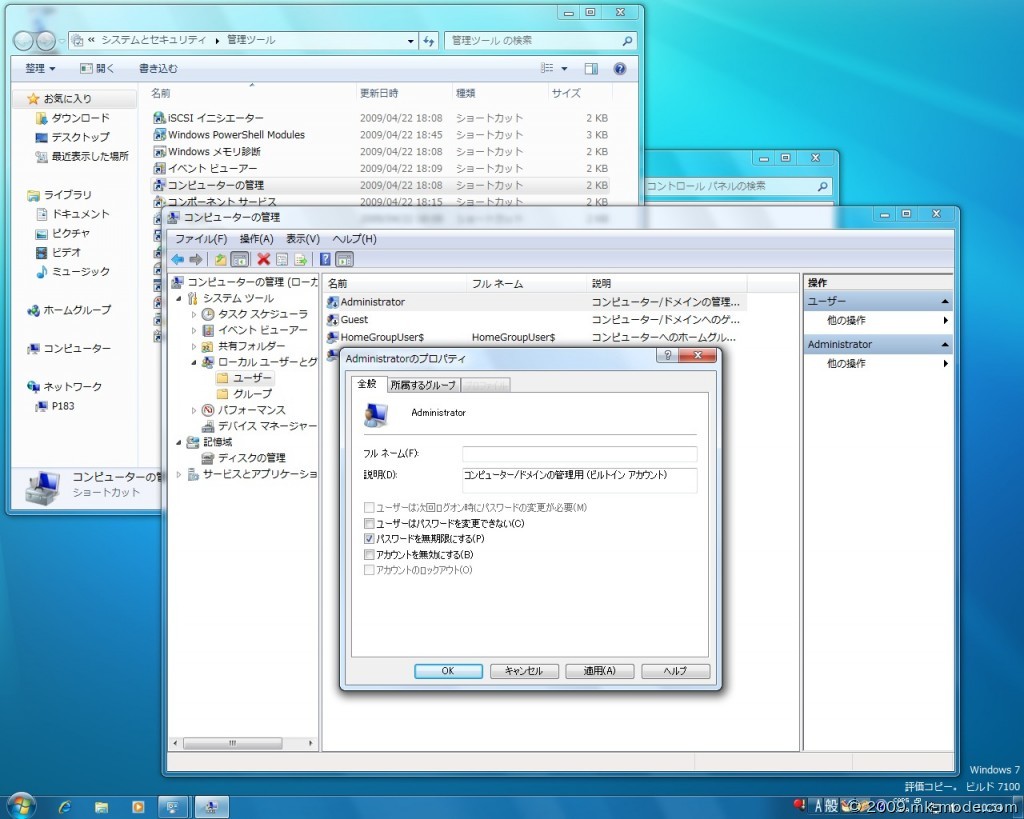 « システムとセキュリティ ▸ 管理ツール
管理ツール の検索
整理 開く 書き込む
お気に入り
ダウンロード
デスクトップ
最近表示した場所
ライブラリ
ドキュメント
ピクチャ
ビデオ
ミュージック
ホームグループ
コンピューター
ネットワーク
P183
名前 更新日時 種類 サイズ
iSCSI イニシエーター 2009/04/22 18:08 ショートカット 2 KB
Windows PowerShell Modules 2009/04/22 18:45 ショートカット 3 KB
Windows メモリ診断 2009/04/22 18:08 ショートカット 2 KB
イベント ビューアー 2009/04/22 18:09 ショートカット 2 KB
コンピューターの管理 2009/04/22 18:08 ショートカット 2 KB
コンポーネント サービス 2009/04/22 18:15 ショートカット 2 KB
コンピューターの管
ショートカット
コントロール パネルの検索
コンピューターの管理
ファイル(F) 操作(A) 表示(V) ヘルプ(H)
コンピューターの管理 (ローカ
システム ツール
タスク スケジューラ
イベント ビューアー
共有フォルダー
ローカル ユーザーとグ
ユーザー
グループ
パフォーマンス
デバイス マネージャー
記憶域
ディスクの管理
サービスとアプリケーショ
名前 フル ネーム 説明
Administrator コンピューター/ドメインの管理...
Guest コンピューター/ドメインへのゲ...
HomeGroupUser$ HomeGroupUser$ コンピューターへのホームグル...
操作
ユーザー
他の操作
Administrator
他の操作
Administratorのプロパティ
全般 所属するグループ
Administrator
フル ネーム(F):
説明(D): コンピューター/ドメインの管理用 (ビルトイン アカウント)
ユーザーは次回ログオン時にパスワードの変更が必要(M)
ユーザーはパスワードを変更できない(C)
パスワードを無期限にする(P)
アカウントを無効にする(B)
アカウントのロックアウト(O)
OK キャンセル 適用(A) ヘルプ
Windows 7
評価コピー。 ビルド 7100
A 般
© 2009 mk-mode.com